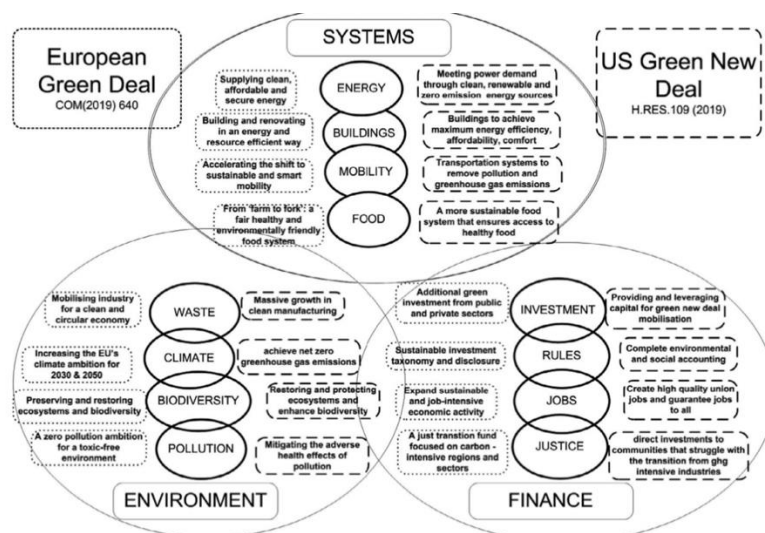 SYSTEMS
European
Green Deal
COM(2019) 640
US Green New
Deal
H.RES.109 (2019)
Supplying clean,
affordable and
secure energy
ENERGY
Meeting power demand
through clean, renewable and
zero emission energy sources
Building and renovating
in an energy and
resource efficient way
BUILDINGS
Buildings to achieve
maximum energy efficiency,
affordability, comfort
Accelerating the shift to
sustainable and smart
mobility
MOBILITY
Transportation systems to
remove pollution and
greenhouse gas emissions
From 'farm to fork': a
fair healthy and
environmentally friendly
food system
FOOD
A more sustainable food
system that ensures access to
healthy food
Mobilising industry
for a clean and
circular economy
WASTE
Massive growth in
clean manufacturing
Increasing the EU's
climate ambition for
2030 & 2050
CLIMATE
achieve net zero
greenhouse gas emissions
Preserving and restoring
ecosystems and biodiversity
BIODIVERSITY
Restoring and protecting
ecosystems and
enhance biodiversity
A zero pollution ambition
for a toxic-free
environment
POLLUTION
Mitigating the adverse
health effects of
pollution
ENVIRONMENT
Additional green
investment from public
and private sectors
INVESTMENT
Providing and leveraging
capital for green new deal
mobilisation
Sustainable investment
taxonomy and disclosure
RULES
Complete environmental
and social accounting
Expand sustainable
and job-intensive
economic activity
JOBS
Create high quality union
jobs and guarantee jobs
to all
A just transition fund
focused on carbon -
intensive regions and
sectors
JUSTICE
direct investments to
communities that struggle with
the transition from ghg
intensive industries
FINANCE